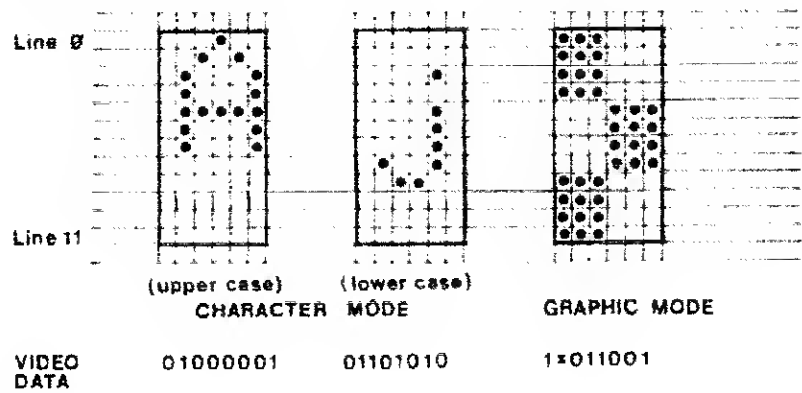 Line Ø
Line 11
(upper case) (lower case)
CHARACTER MODE GRAPHIC MODE
VIDEO 01000001 01101010 1x011001
DATA